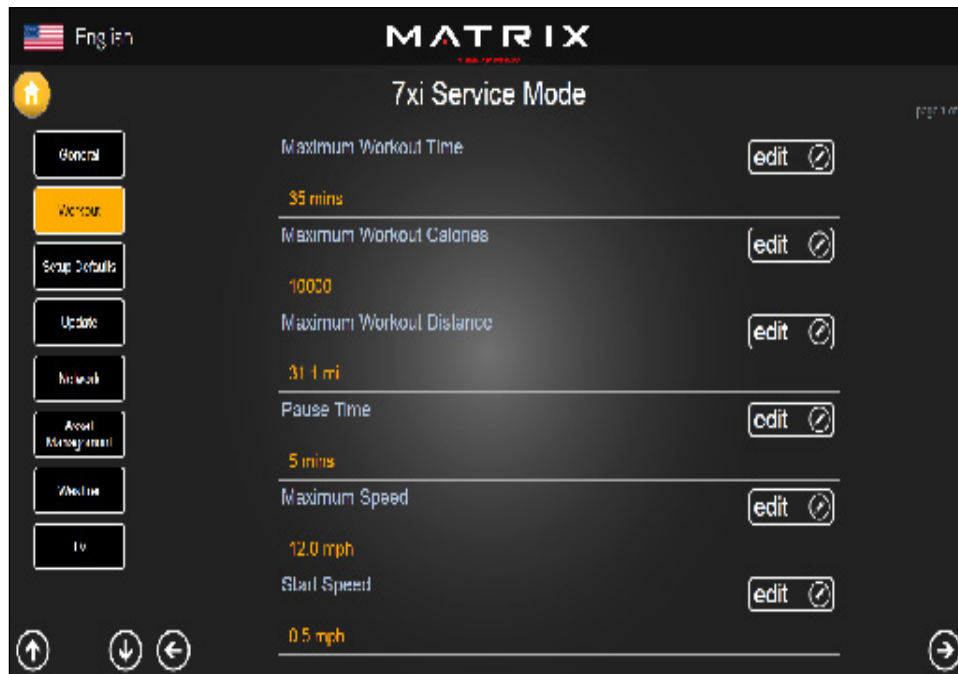 English
MATRIX
7xi Service Mode
General
Workout
Setup Defaults
Update
Network
Asset
Management
Weather
TV
Maximum Workout Time
edit
35 mins
Maximum Workout Calories
edit
10000
Maximum Workout Distance
edit
31.1 mi
Pause Time
edit
5 mins
Maximum Speed
edit
12.0 mph
Start Speed
edit
0.5 mph